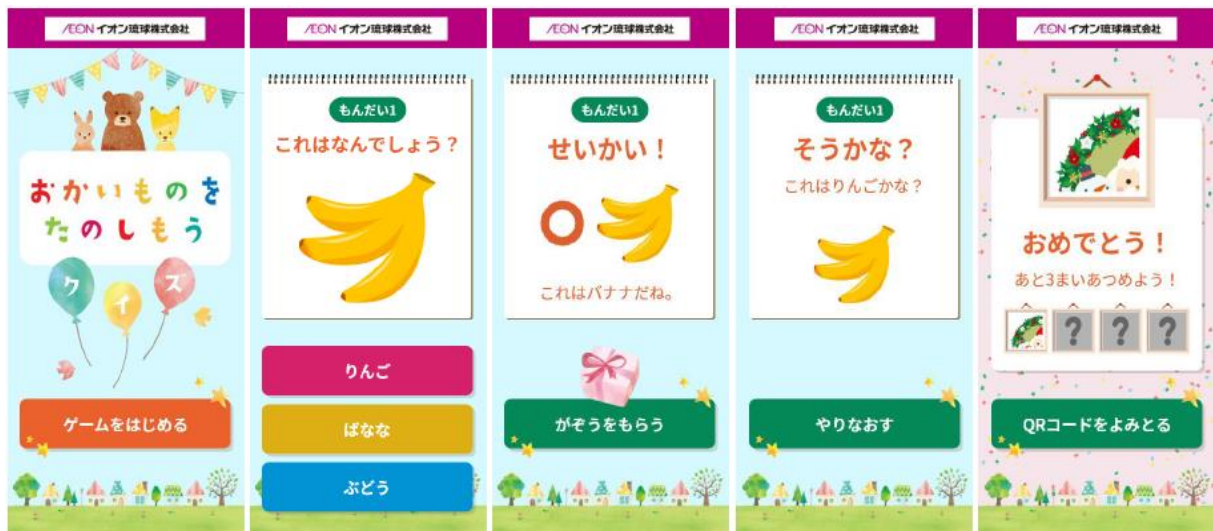 ÆON イオン琉球株式会社
おかいものを
たのしもう
クイズ
ゲームをはじめる
ÆON イオン琉球株式会社
もんだい1
これはなんでしょう？
りんご
ばなな
ぶどう
ÆON イオン琉球株式会社
もんだい1
せいかい！
これはバナナだね。
がぞうをもらう
ÆON イオン琉球株式会社
もんだい1
そうかな？
これはりんごかな？
やりなおす
ÆON イオン琉球株式会社
おめでとう！
あと3まいあつめよう！
? ? ?
QRコードをよみとる